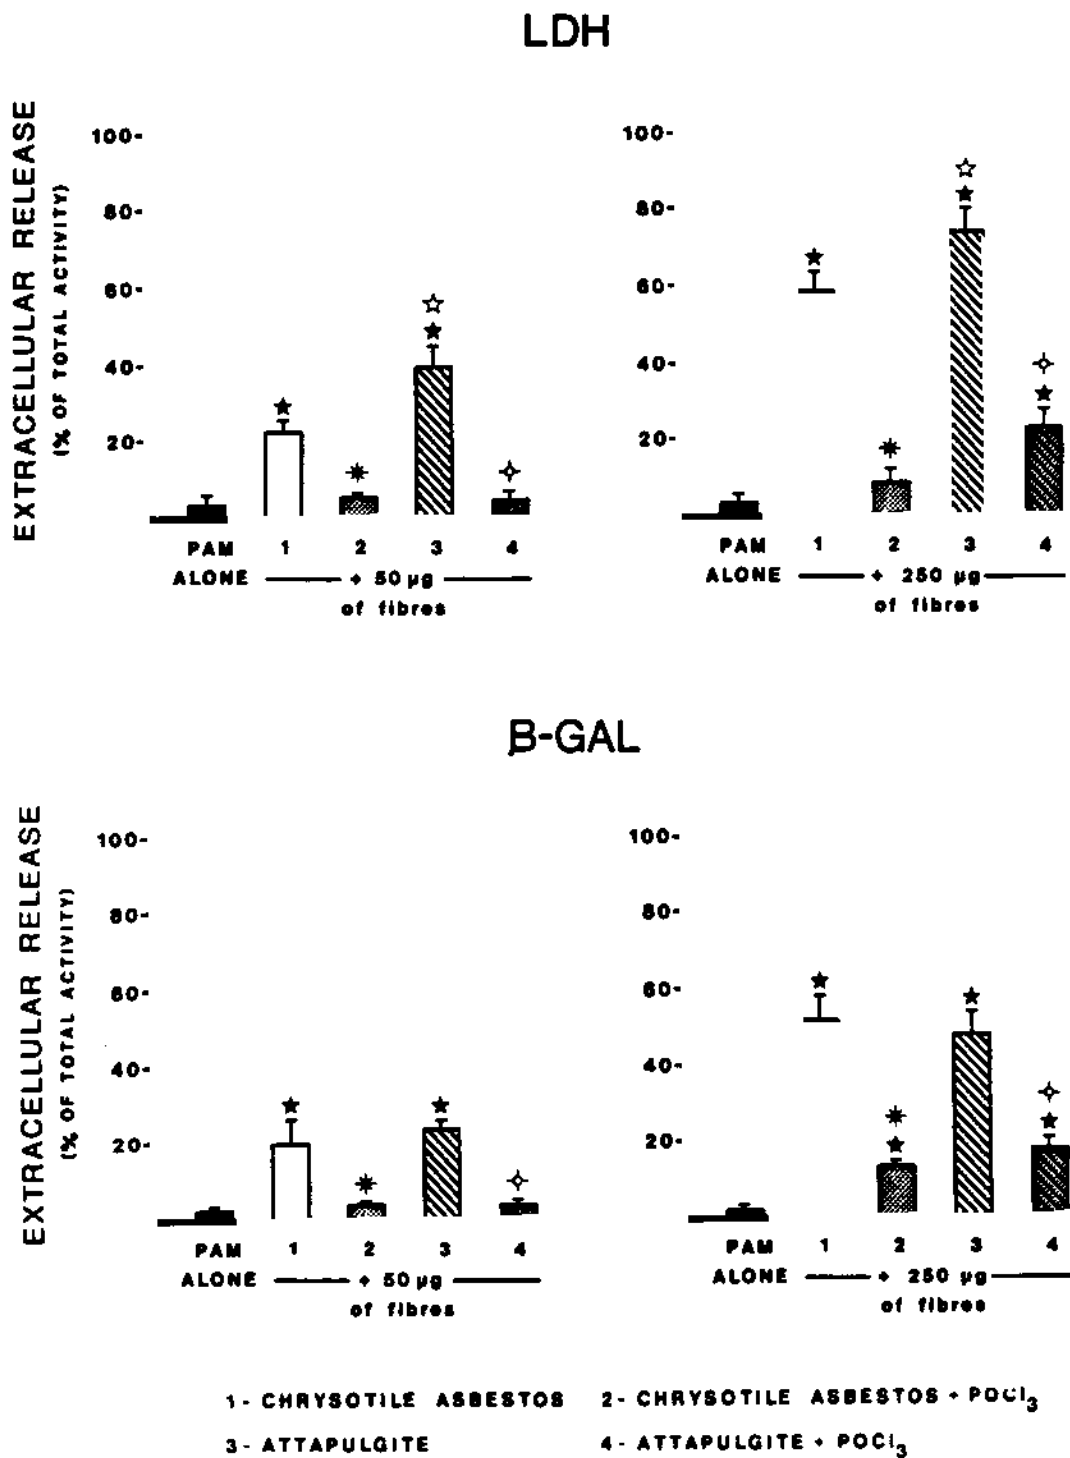 LDH
EXTRACELLULAR RELEASE
(% OF TOTAL ACTIVITY)
100-
80-
60-
40-
20-
PAM 1 2 3 4
ALONE + 50 µg
of fibres
100-
80-
60-
40-
20-
PAM 1 2 3 4
ALONE + 250 µg
of fibres
β-GAL
EXTRACELLULAR RELEASE
(% OF TOTAL ACTIVITY)
100-
80-
60-
40-
20-
PAM 1 2 3 4
ALONE + 50 µg
of fibres
100-
80-
60-
40-
20-
PAM 1 2 3 4
ALONE + 250 µg
of fibres
1- CHRYSOTILE ASBESTOS 2- CHRYSOTILE ASBESTOS + POCl₃
3- ATTAPULGITE 4- ATTAPULGITE + POCl₃